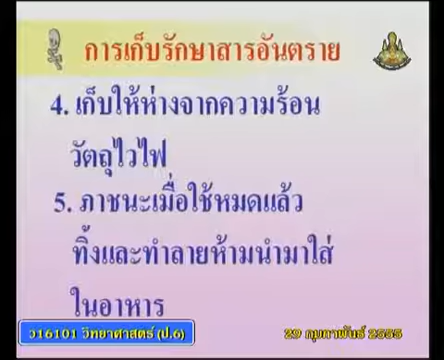 การเก็บรักษาสารอันตราย
4. เก็บให้ห่างจากความร้อน
วัตถุไวไฟ
5. ภาชนะเมื่อใช้หมดแล้ว
ทิ้งและทำลายห้ามนำมาใส่
ในอาหาร
ว16101 วิทยาศาสตร์ (ป.6)
29 กุมภาพันธ์ 2555